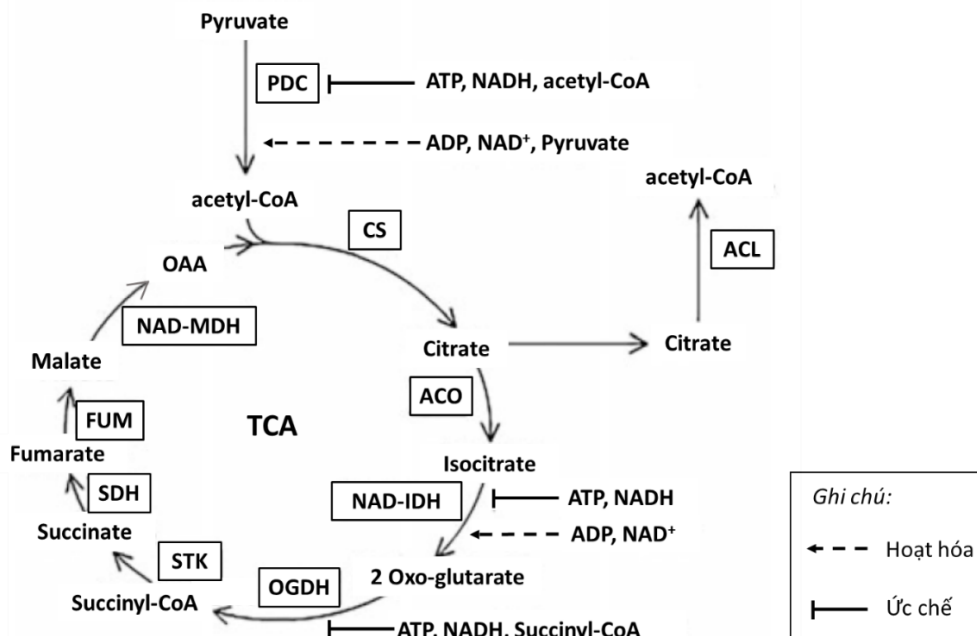 Pyruvate
PDC
ATP, NADH, acetyl-CoA
ADP, NAD⁺, Pyruvate
acetyl-CoA
acetyl-CoA
CS
ACL
OAA
NAD-MDH
Citrate
Citrate
Malate
ACO
FUM
TCA
Fumarate
Isocitrate
SDH
NAD-IDH
ATP, NADH
Succinate
ADP, NAD⁺
STK
OGDH
2 Oxo-glutarate
Succinyl-CoA
ATP, NADH, Succinyl-CoA
Ghi chú:
Hoạt hóa
Ức chế